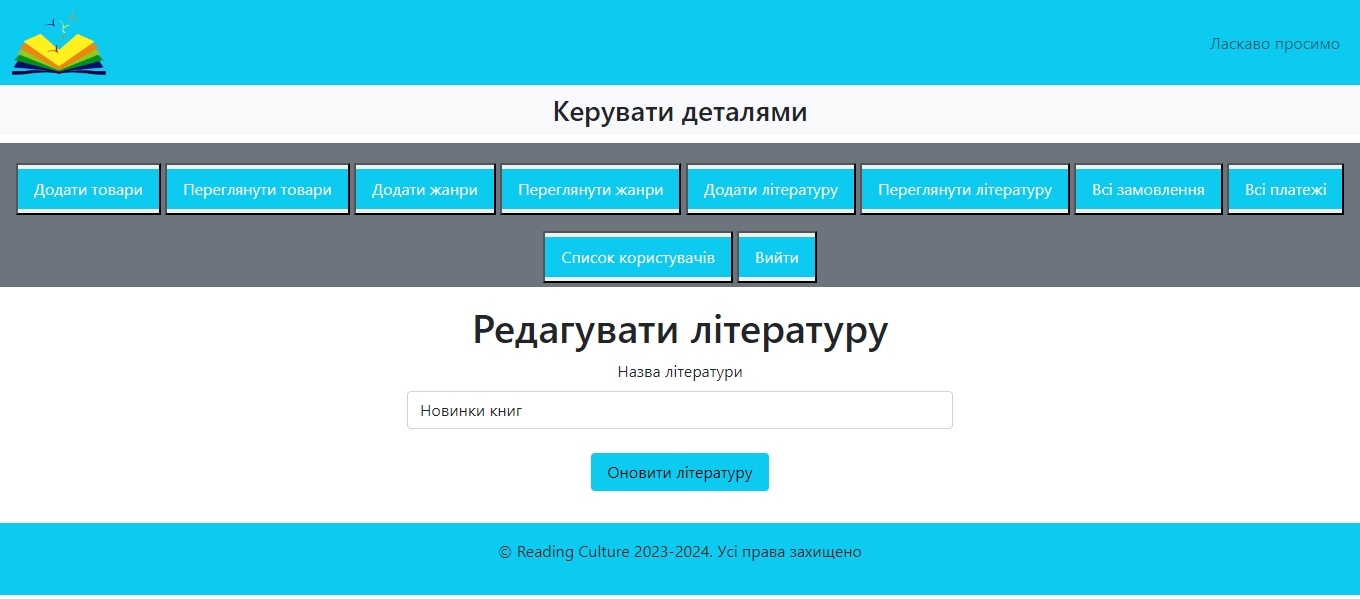 Ласкаво просимо
Керувати деталями
Додати товари Переглянути товари Додати жанри Переглянути жанри Додати літературу Переглянути літературу Всі замовлення Всі платежі
Список користувачів Вийти
Редагувати літературу
Назва літератури
Новинки книг
Оновити літературу
© Reading Culture 2023-2024. Усі права захищено